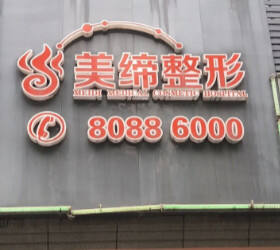 美缔整形
MEIDI MEDICAL COSMETIC HOSPITAL
8088 6000